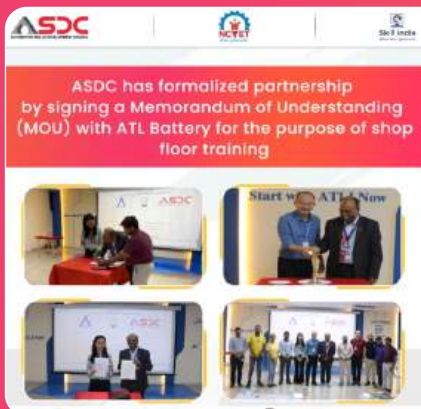 ASDC
NCVET
Skill India
ASDC has formalized partnership
by signing a Memorandum of Understanding
(MOU) with ATL Battery for the purpose of shop
floor training
ASDC
Start with ATL! Now
ASDC